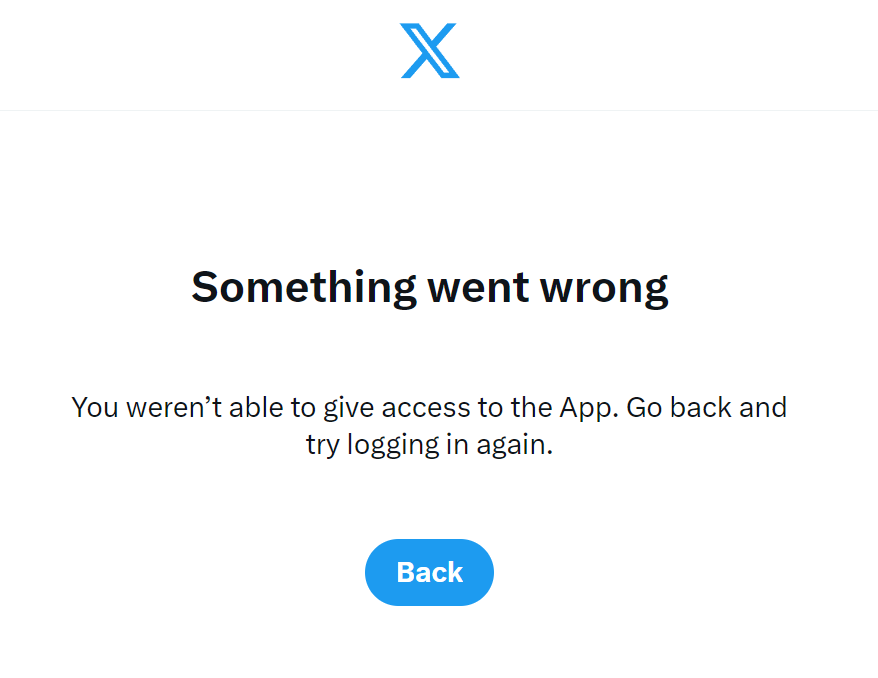 Something went wrong
You weren’t able to give access to the App. Go back and
try logging in again.
Back